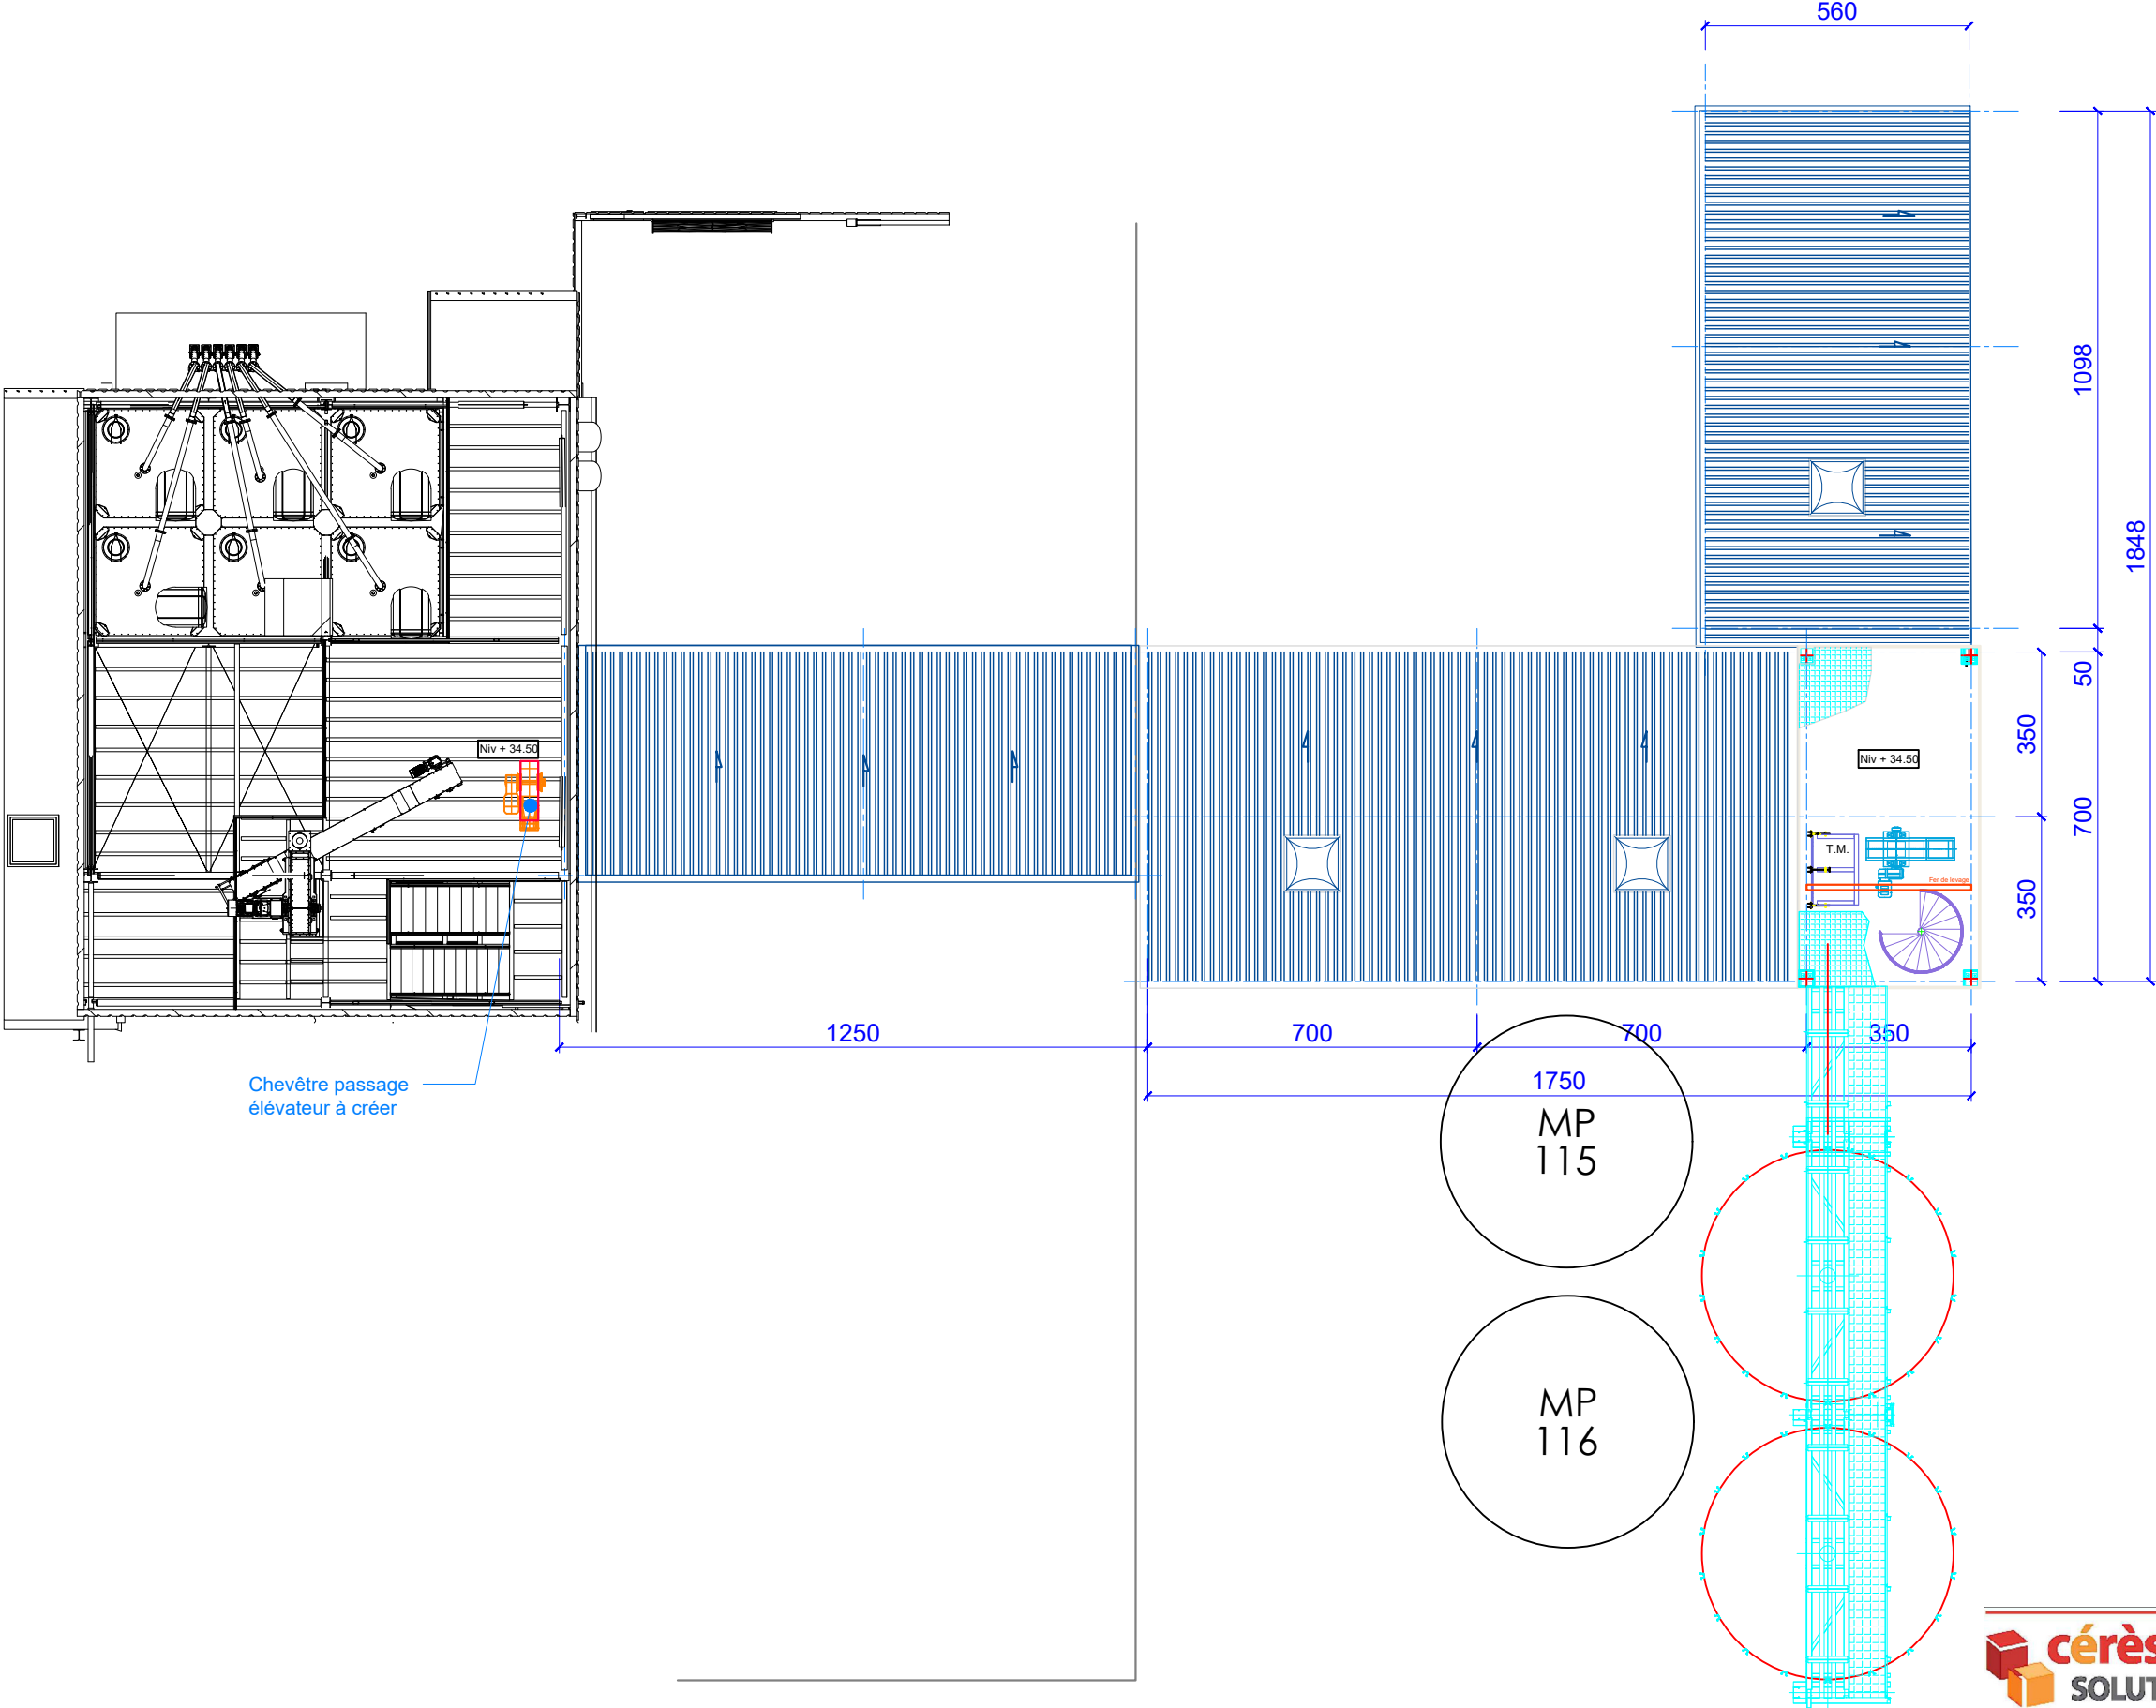 560
1098
1848
50
350
700
350
Niv + 34.50
Niv + 34.50
T.M.
Fer de levage
1250
700
700
350
1750
Chevêtre passage
élévateur à créer
MP
115
MP
116
cérès
SOLUT